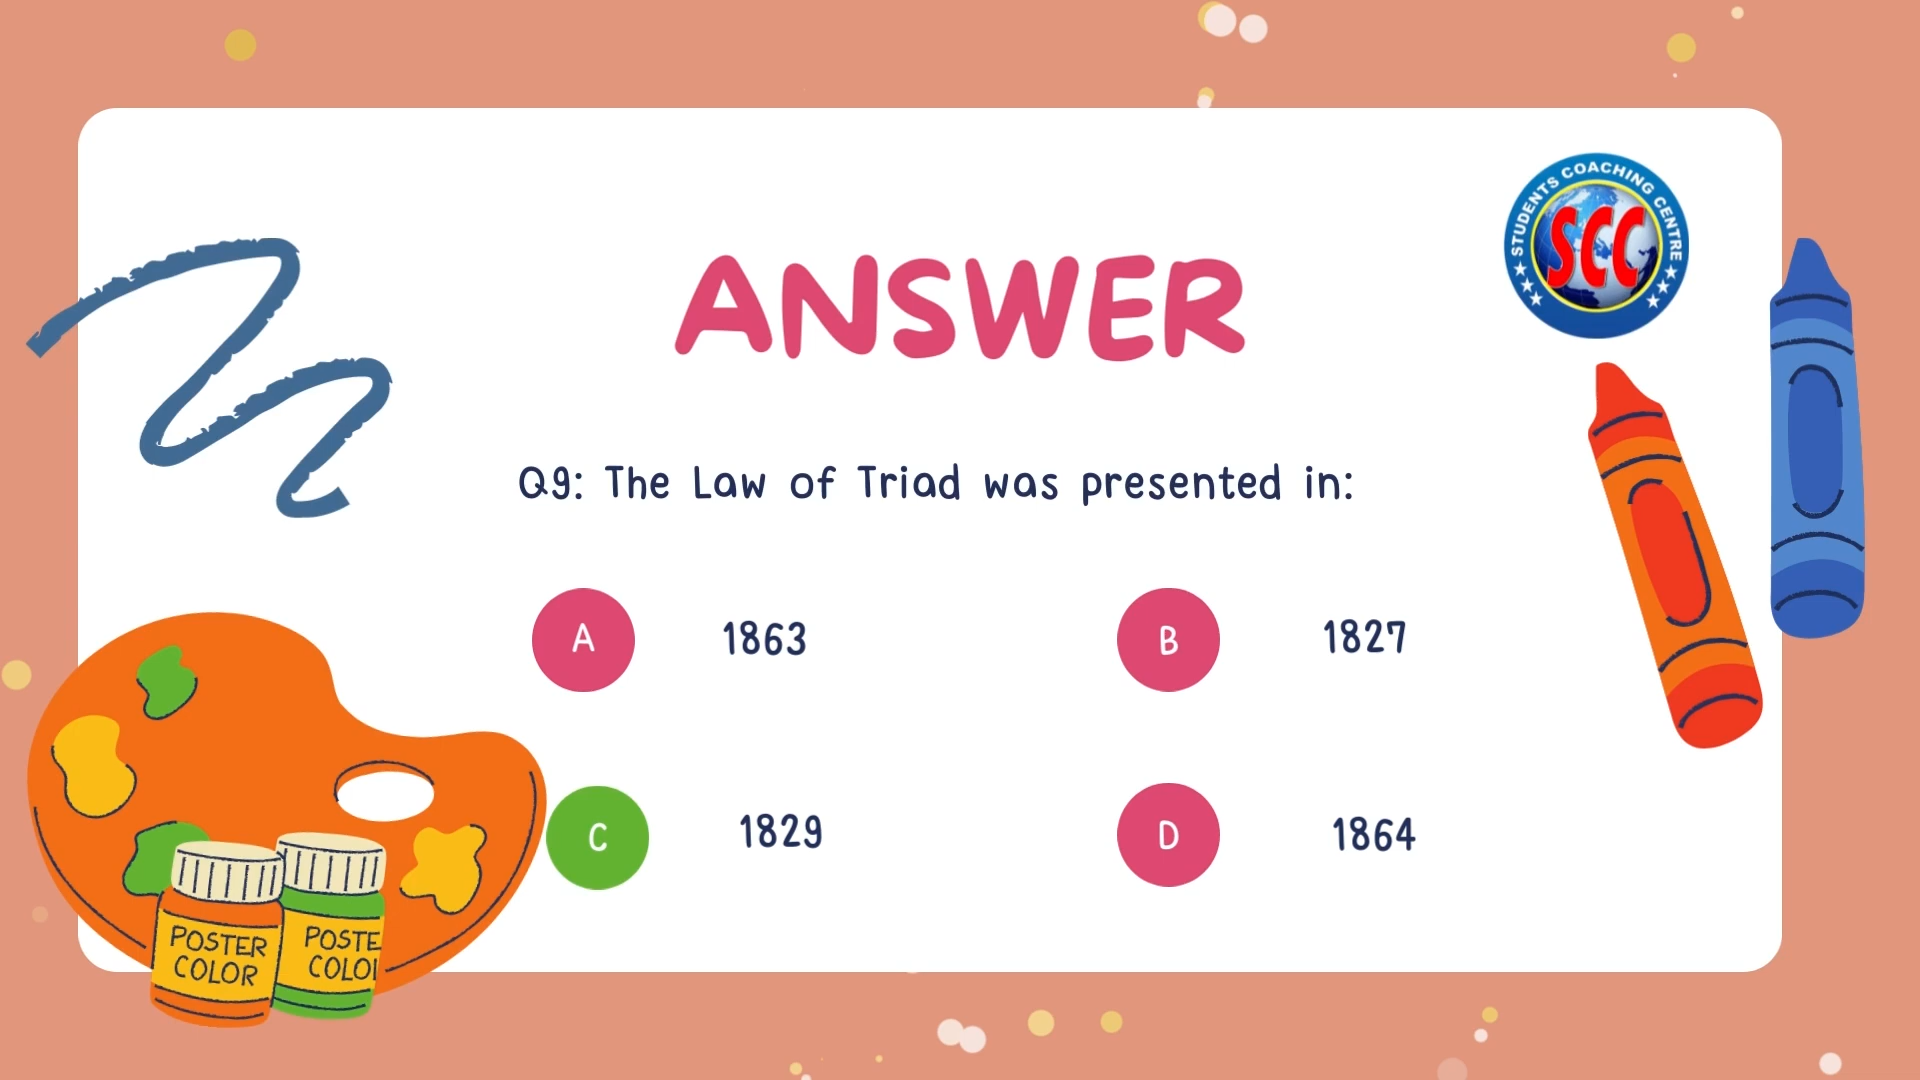 STUDENTS COACHING CENTRE
SCC
ANSWER
Q9: The Law of Triad was presented in:
A 1863
B 1827
C 1829
D 1864
POSTER
COLOR
POSTE
COLO